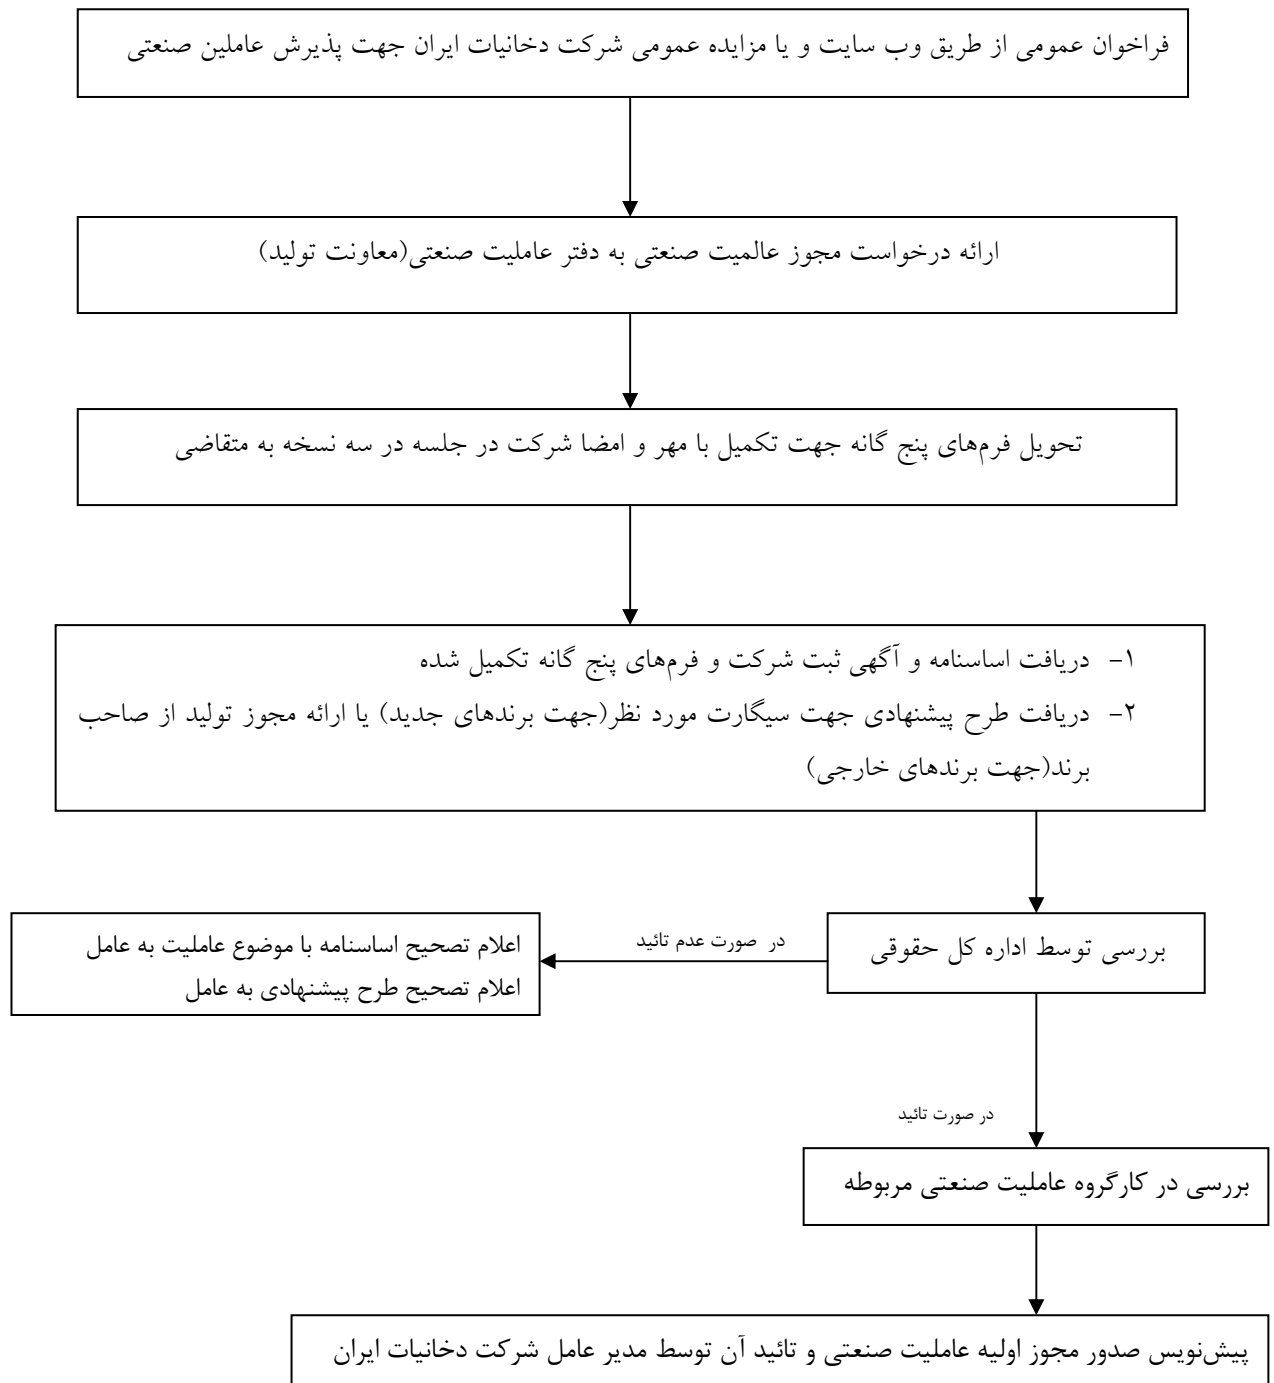 فراخوان عمومی از طریق وب سایت و یا مزایده عمومی شرکت دخانیات ایران جهت پذیرش عاملین صنعتی
ارائه درخواست مجوز عالمیت صنعتی به دفتر عاملیت صنعتی(معاونت تولید)
تحویل فرم‌های پنج گانه جهت تکمیل با مهر و امضا شرکت در جلسه در سه نسخه به متقاضی
۱- دریافت اساسنامه و آگهی ثبت شرکت و فرم‌های پنج گانه تکمیل شده
۲- دریافت طرح پیشنهادی جهت سیگارت مورد نظر(جهت برندهای جدید) یا ارائه مجوز تولید از صاحب
برند(جهت برندهای خارجی)
بررسی توسط اداره کل حقوقی
در صورت عدم تائید
اعلام تصحیح اساسنامه با موضوع عاملیت به عامل
اعلام تصحیح طرح پیشنهادی به عامل
در صورت تائید
بررسی در کارگروه عاملیت صنعتی مربوطه
پیش‌نویس صدور مجوز اولیه عاملیت صنعتی و تائید آن توسط مدیر عامل شرکت دخانیات ایران